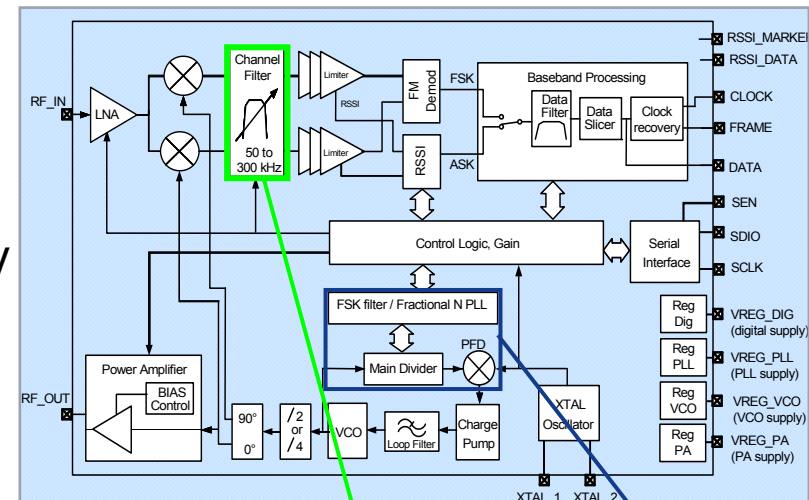 RSSI_MARKE
RSSI_DATA
CLOCK
FRAME
DATA
SEN
SDIO
SCLK
VREG_DIG
(digital supply)
VREG_PLL
(PLL supply)
VREG_VCO
(VCO supply)
VREG_PA
(PA supply)
RF_IN
LNA
Channel
Filter
50 to
300 kHz
Limiter
RSSI
Limiter
FM
Demod
RSSI
FSK
ASK
Baseband Processing
Data
Filter
Data
Slicer
Clock
recovery
Control Logic, Gain
Serial
Interface
FSK filter / Fractional N PLL
Main Divider
PFD
Reg
Dig
Reg
PLL
Reg
VCO
Reg
PA
Power Amplifier
BIAS
Control
RF_OUT
90°
0°
/2
or
/4
VCO
Loop Filter
Charge
Pump
XTAL
Oscillator
XTAL_1 XTAL_2
y